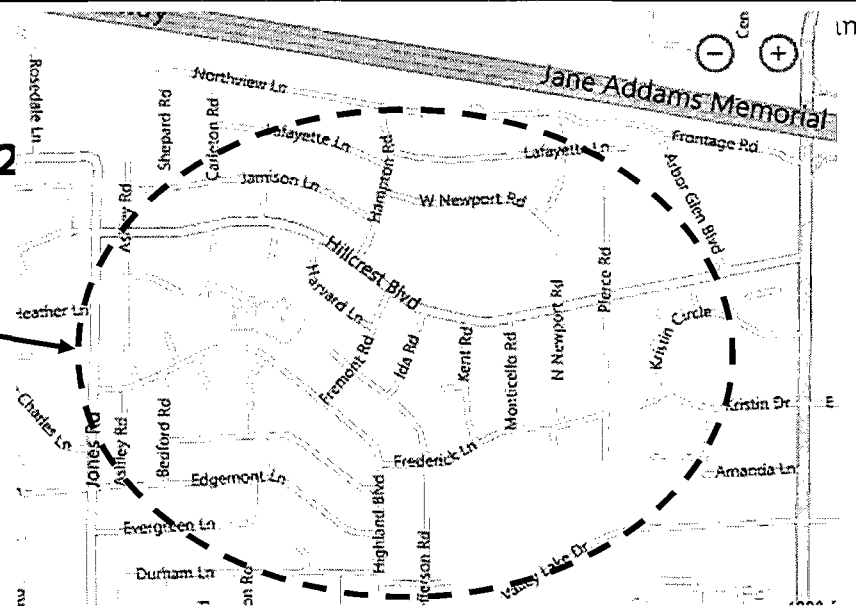 Jane Addams Memorial
Northview Ln
Rosedale Ln
Shepard Rd
Carleton Rd
Lafayette Ln
Lafayette Ln
Frontage Rd
2
Jamison Ln
Hampton Rd
W Newport Rd
Arbor Glen Blvd
Ashley Rd
Hillcrest Blvd
Pierce Rd
Harvard Ln
Heather Ln
Kristin Circle
Fremont Rd
Ida Rd
Kent Rd
Monticello Rd
N Newport Rd
Charles Ln
Jones Rd
Ashley Rd
Bedford Rd
Kristin Dr
E
Frederick Ln
Amanda Ln
Edgemont Ln
Highland Blvd
Evergreen Ln
Valley Lake Dr
Durham Ln